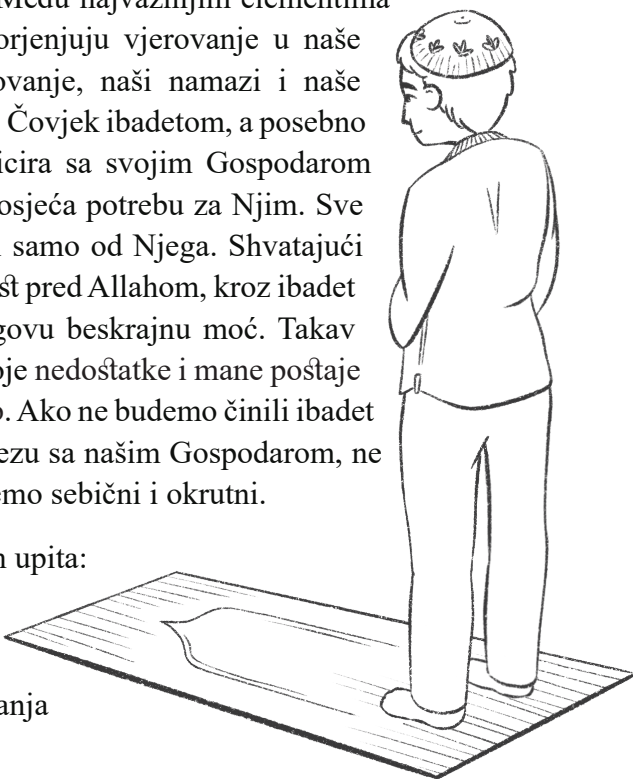 Među najvažnijim elementima
orjenjuju vjerovanje u naše
ovanje, naši namazi i naše
Čovjek ibadetom, a posebno
icira sa svojim Gospodarom
osjeća potrebu za Njim. Sve
samo od Njega. Shvatajući
st pred Allahom, kroz ibadet
govu beskrajnu moć. Takav
oje nedostatke i mane postaje
o. Ako ne budemo činili ibadet
ezu sa našim Gospodarom, ne
emo sebični i okrutni.
upita:
anja